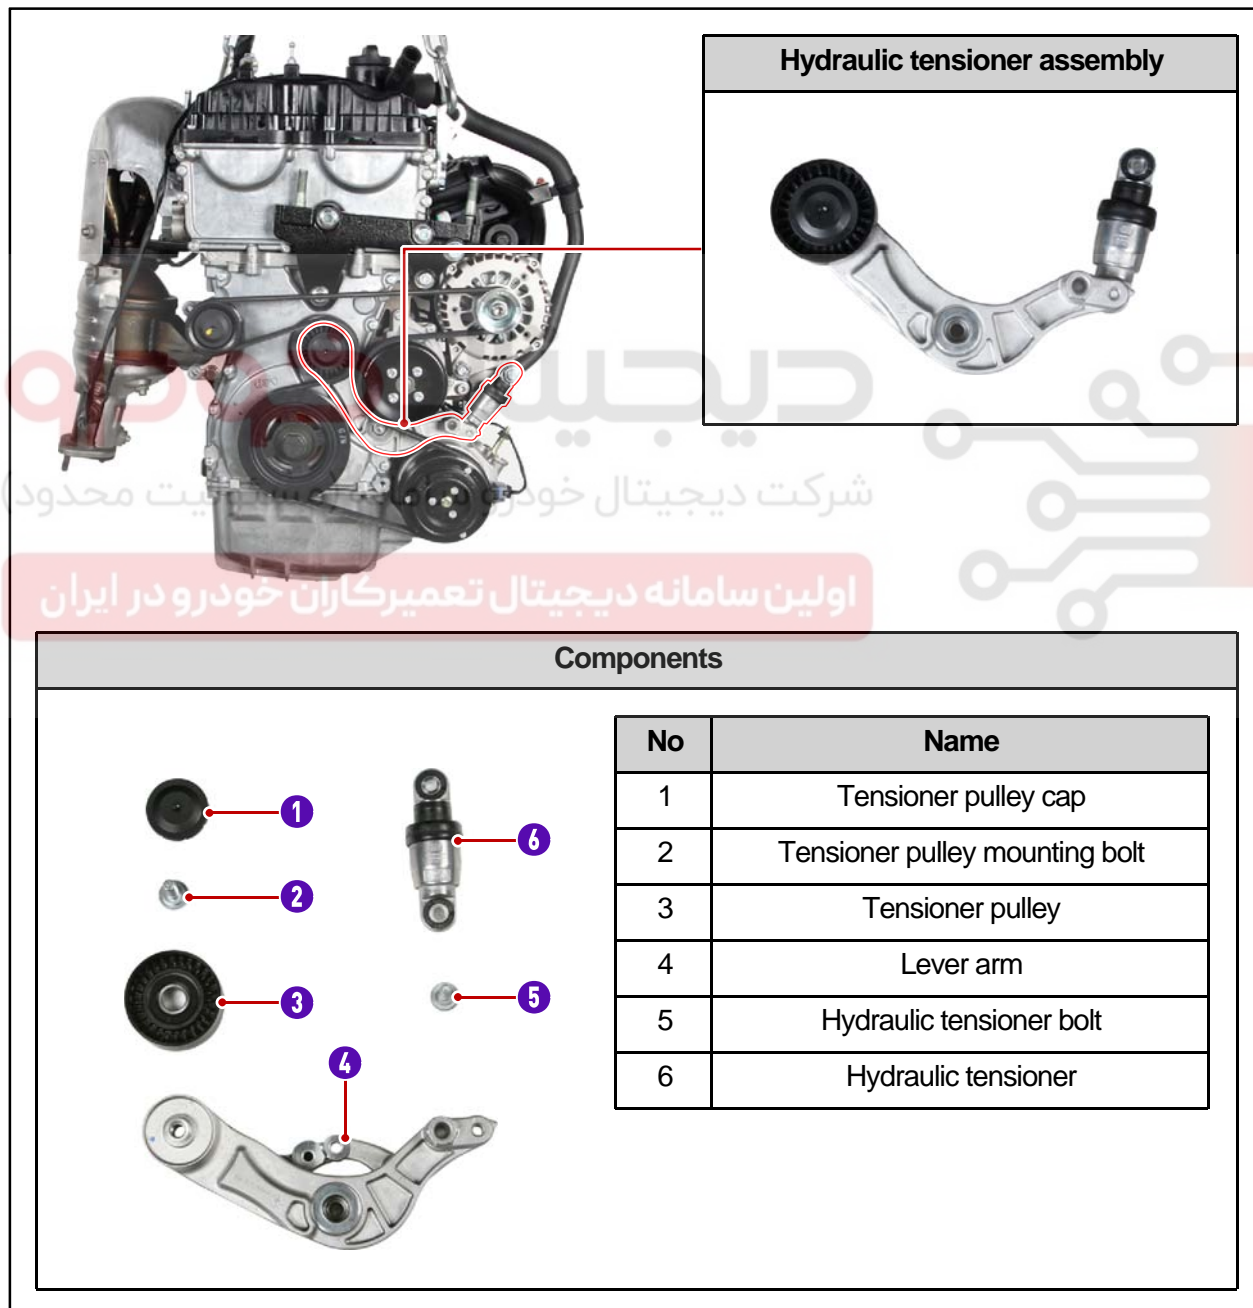 Hydraulic tensioner assembly
دیجیتال خودرو
شرکت دیجیتال خودرو سامانه (مسئولیت محدود)
اولین سامانه دیجیتال تعمیرکاران خودرو در ایران
Components
1
2
3
4
5
6
No Name
1 Tensioner pulley cap
2 Tensioner pulley mounting bolt
3 Tensioner pulley
4 Lever arm
5 Hydraulic tensioner bolt
6 Hydraulic tensioner